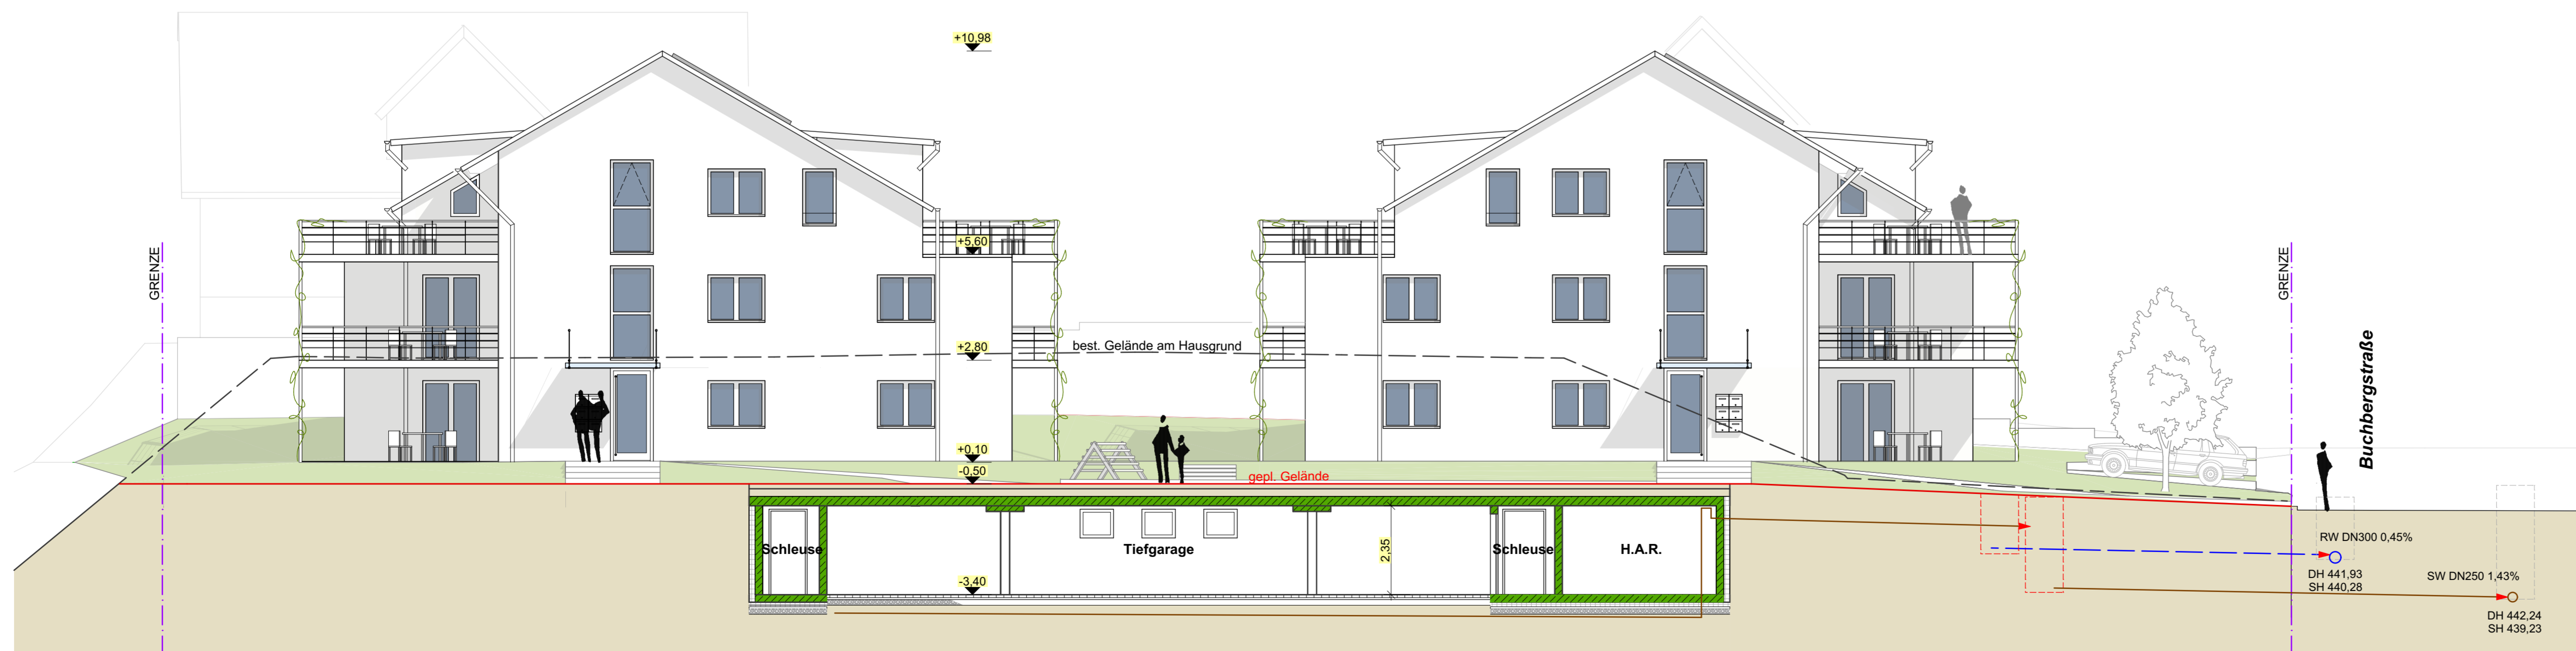 +10,98
+5,60
GRENZE
GRENZE
+2,80
best. Gelände am Hausgrund
Buchbergstraße
+0,10
-0,50
gepl. Gelände
Schleuse
Tiefgarage
2,35
Schleuse
H.A.R.
-3,40
RW DN300 0,45%
DH 441,93
SH 440,28
SW DN250 1,43%
DH 442,24
SH 439,23